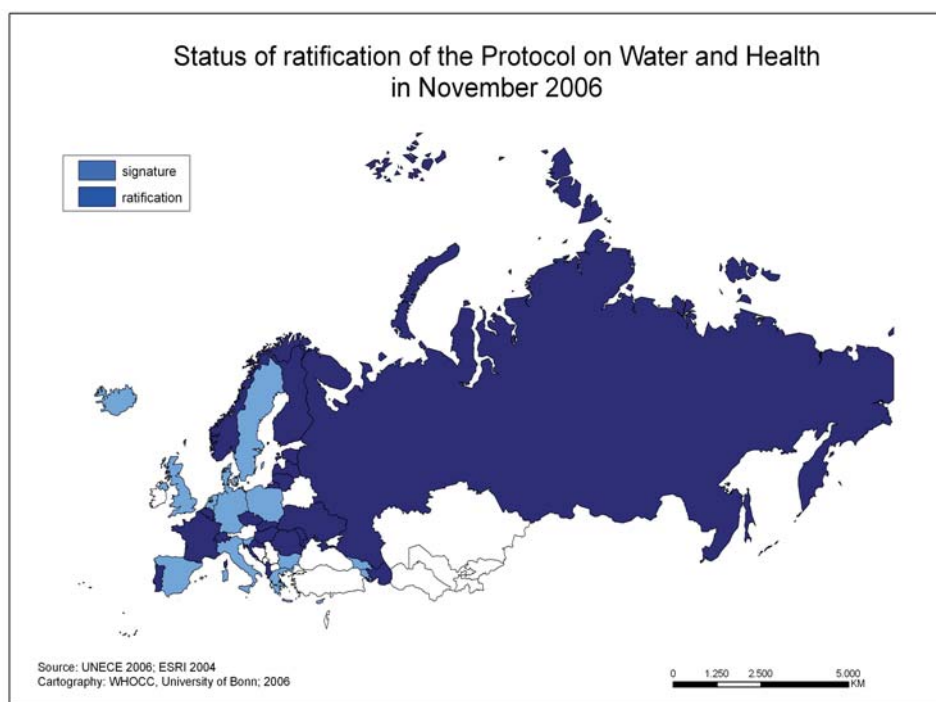 Status of ratification of the Protocol on Water and Health
in November 2006
signature
ratification
Source: UNECE 2006; ESRI 2004
Cartography: WHOCC, University of Bonn; 2006
0 1.250 2.500 5.000
KM